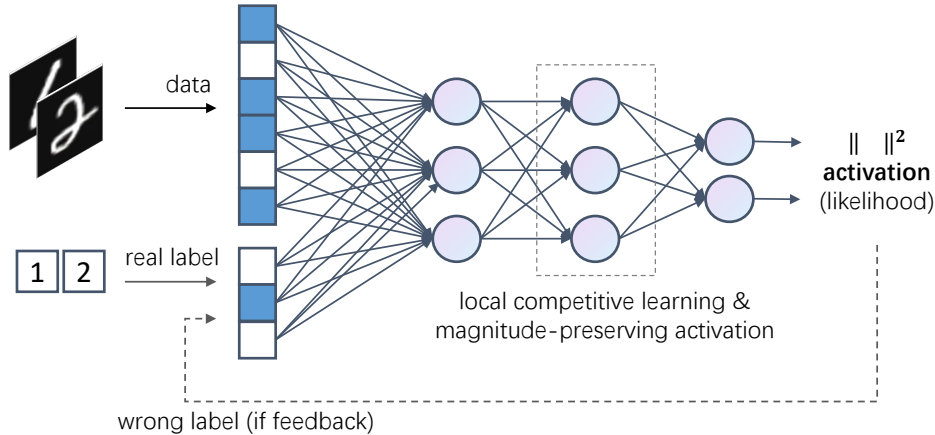 data
1 2
real label
‖ ‖²
activation
(likelihood)
local competitive learning &
magnitude-preserving activation
wrong label (if feedback)